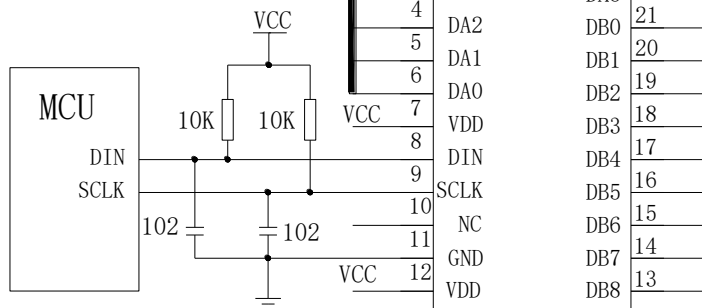 VCC
4 DA2 DB0 21
5 DA1 DB1 20
6 DA0 DB2 19
MCU 10K 10K VCC 7 VDD DB3 18
DIN 8 DIN DB4 17
SCLK 9 SCLK DB5 16
102 102 10 NC DB6 15
11 GND DB7 14
VCC 12 VDD DB8 13